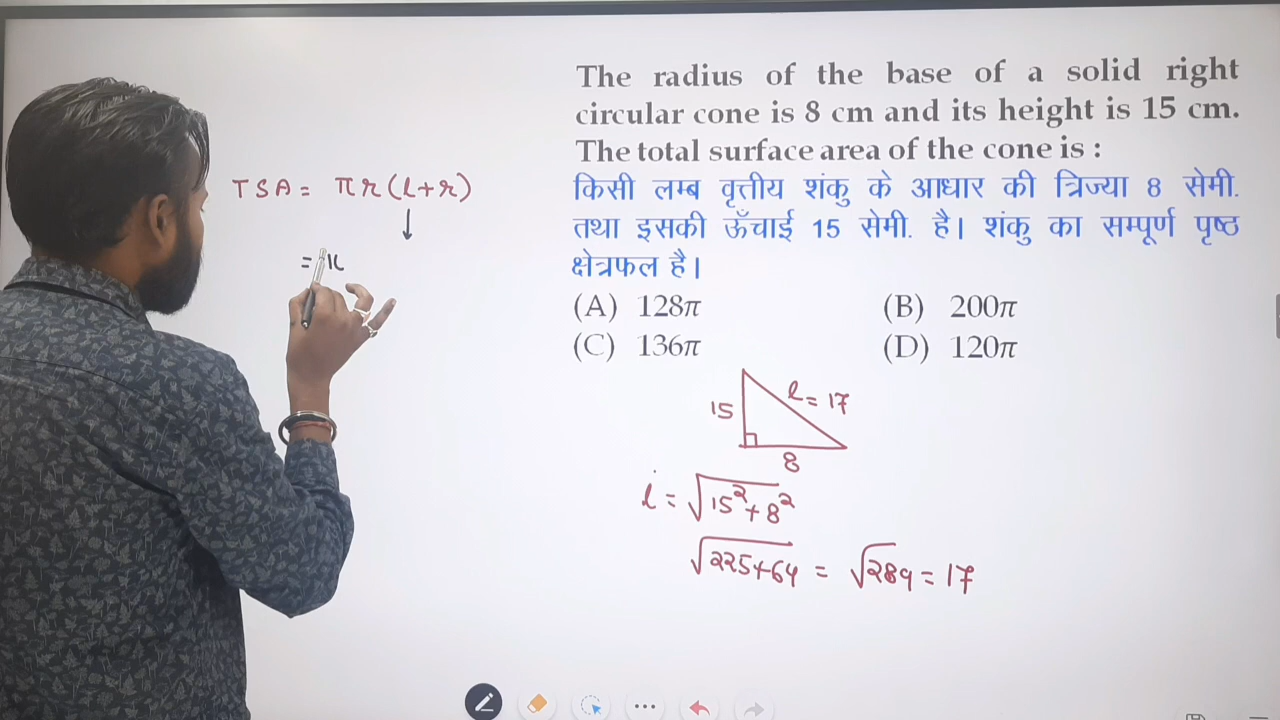 The radius of the base of a solid right
circular cone is 8 cm and its height is 15 cm.
The total surface area of the cone is :
किसी लम्ब वृत्तीय शंकु के आधार की त्रिज्या 8 सेमी.
तथा इसकी ऊँचाई 15 सेमी. है। शंकु का सम्पूर्ण पृष्ठ
क्षेत्रफल है।
(A) 128π (B) 200π
(C) 136π (D) 120π
TSA = πr(l+r)
↓
=
15
l = 17
8
l = √15²+8²
√225+64 = √289 = 17